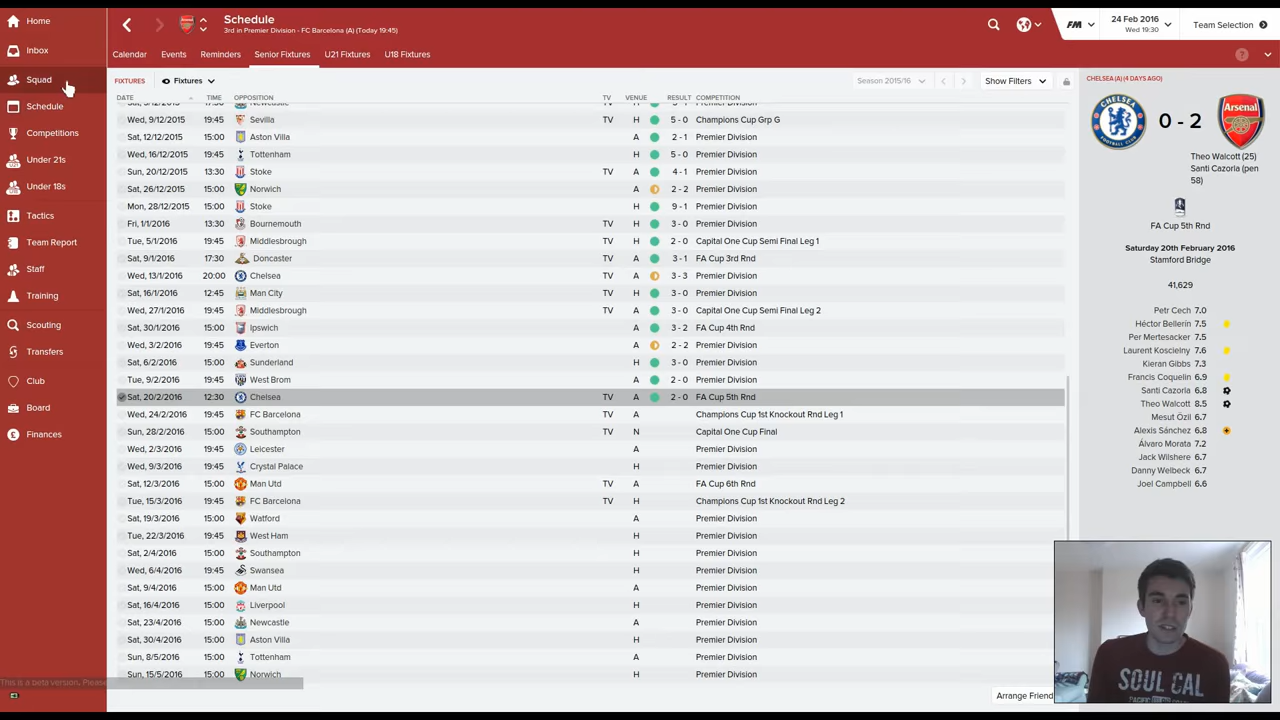 Home
Inbox
Squad
Schedule
Competitions
Under 21s
Under 18s
Tactics
Team Report
Staff
Training
Scouting
Transfers
Club
Board
Finances
This is a beta version, Please
Schedule
3rd in Premier Division - FC Barcelona (A) (Today 19:45)
FM
24 Feb 2016
Wed 19:30
Team Selection
Calendar Events Reminders Senior Fixtures U21 Fixtures U18 Fixtures
FIXTURES Fixtures Season 2015/16 Show Filters
DATE TIME OPPOSITION TV VENUE RESULT COMPETITION
Newcastle Premier Division
Wed, 9/12/2015 19:45 Sevilla TV H 5 - 0 Champions Cup Grp G
Sat, 12/12/2015 15:00 Aston Villa A 2 - 1 Premier Division
Wed, 16/12/2015 19:45 Tottenham H 5 - 0 Premier Division
Sun, 20/12/2015 13:30 Stoke TV A 4 - 1 Premier Division
Sat, 26/12/2015 15:00 Norwich A 2 - 2 Premier Division
Mon, 28/12/2015 15:00 Stoke H 9 - 1 Premier Division
Fri, 1/1/2016 13:30 Bournemouth TV H 3 - 0 Premier Division
Tue, 5/1/2016 19:45 Middlesbrough TV H 2 - 0 Capital One Cup Semi Final Leg 1
Sat, 9/1/2016 17:30 Doncaster TV A 3 - 1 FA Cup 3rd Rnd
Wed, 13/1/2016 20:00 Chelsea TV A 3 - 3 Premier Division
Sat, 16/1/2016 12:45 Man City TV H 3 - 0 Premier Division
Wed, 27/1/2016 19:45 Middlesbrough TV A 3 - 0 Capital One Cup Semi Final Leg 2
Sat, 30/1/2016 15:00 Ipswich A 3 - 2 FA Cup 4th Rnd
Wed, 3/2/2016 19:45 Everton A 2 - 2 Premier Division
Sat, 6/2/2016 15:00 Sunderland H 3 - 0 Premier Division
Tue, 9/2/2016 19:45 West Brom A 2 - 0 Premier Division
Sat, 20/2/2016 12:30 Chelsea TV A 2 - 0 FA Cup 5th Rnd
Wed, 24/2/2016 19:45 FC Barcelona TV A Champions Cup 1st Knockout Rnd Leg 1
Sun, 28/2/2016 15:00 Southampton TV N Capital One Cup Final
Wed, 2/3/2016 19:45 Leicester A Premier Division
Wed, 9/3/2016 19:45 Crystal Palace H Premier Division
Sat, 12/3/2016 15:00 Man Utd TV A FA Cup 6th Rnd
Tue, 15/3/2016 19:45 FC Barcelona TV H Champions Cup 1st Knockout Rnd Leg 2
Sat, 19/3/2016 15:00 Watford A Premier Division
Tue, 22/3/2016 19:45 West Ham H Premier Division
Sat, 2/4/2016 15:00 Southampton H Premier Division
Wed, 6/4/2016 19:45 Swansea H Premier Division
Sat, 9/4/2016 15:00 Man Utd A Premier Division
Sat, 16/4/2016 15:00 Liverpool H Premier Division
Sat, 23/4/2016 15:00 Newcastle A Premier Division
Sat, 30/4/2016 15:00 Aston Villa H Premier Division
Sun, 8/5/2016 15:00 Tottenham A Premier Division
Sun, 15/5/2016 15:00 Norwich H Premier Division
Arrange Friend
CHELSEA (A) (4 DAYS AGO)
CHELSEA FOOTBALL CLUB 0 - 2 Arsenal
Theo Walcott (25)
Santi Cazorla (pen
58)
FA Cup 5th Rnd
Saturday 20th February 2016
Stamford Bridge
41,629
Petr Cech 7.0
Héctor Bellerín 7.5
Per Mertesacker 7.5
Laurent Koscielny 7.6
Kieran Gibbs 7.3
Francis Coquelin 6.9
Santi Cazorla 6.8
Theo Walcott 8.5
Mesut Özil 6.7
Alexis Sánchez 6.8
Álvaro Morata 7.2
Jack Wilshere 6.7
Danny Welbeck 6.7
Joel Campbell 6.6
SOUL CAL